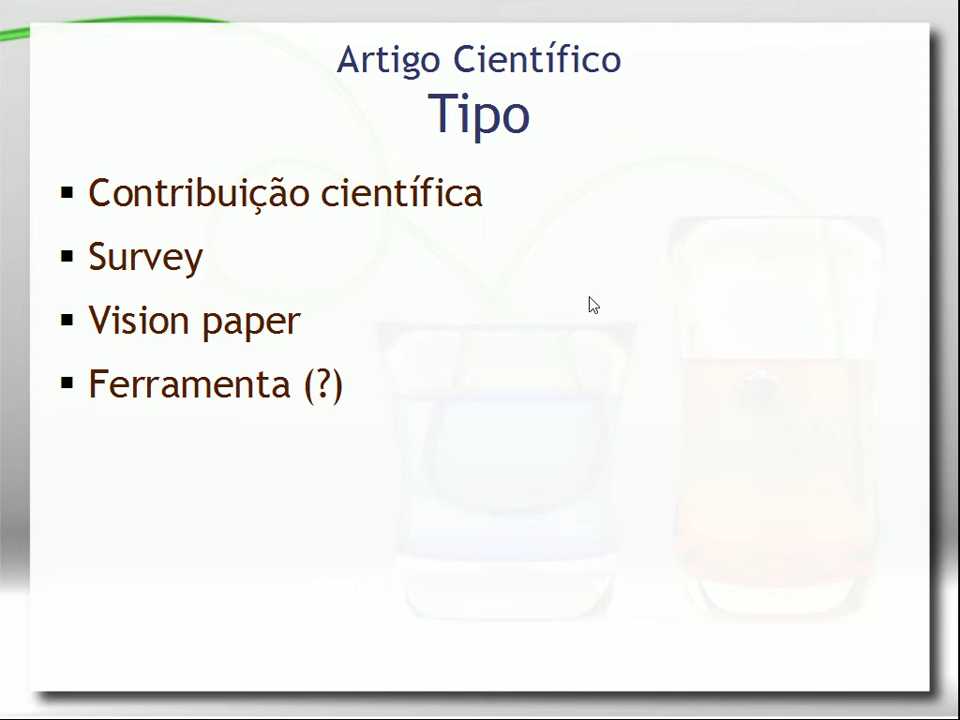 Artigo Científico
Tipo
▪ Contribuição científica
▪ Survey
▪ Vision paper
▪ Ferramenta (?)